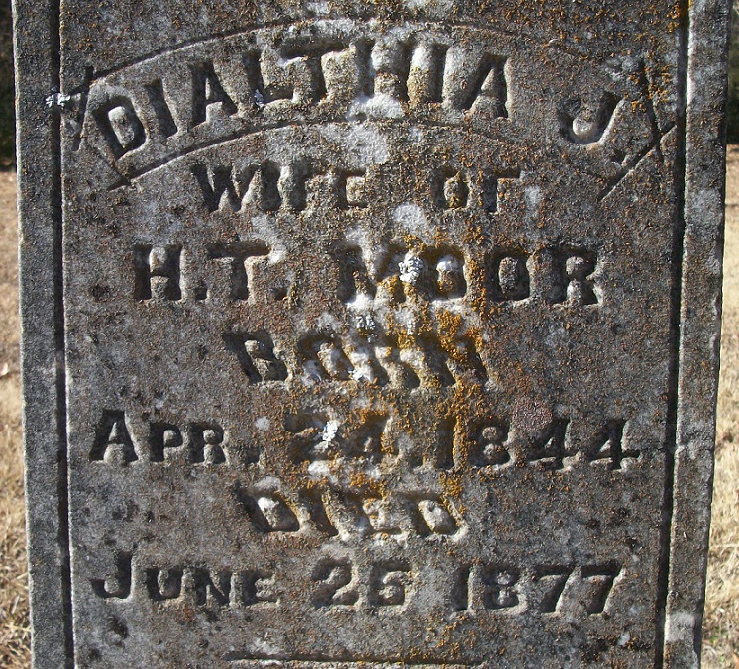 DIALTHIA J.
WIFE OF
H.T. MOOR
BORN
APR. 24, 1844
DIED
JUNE 25 1877